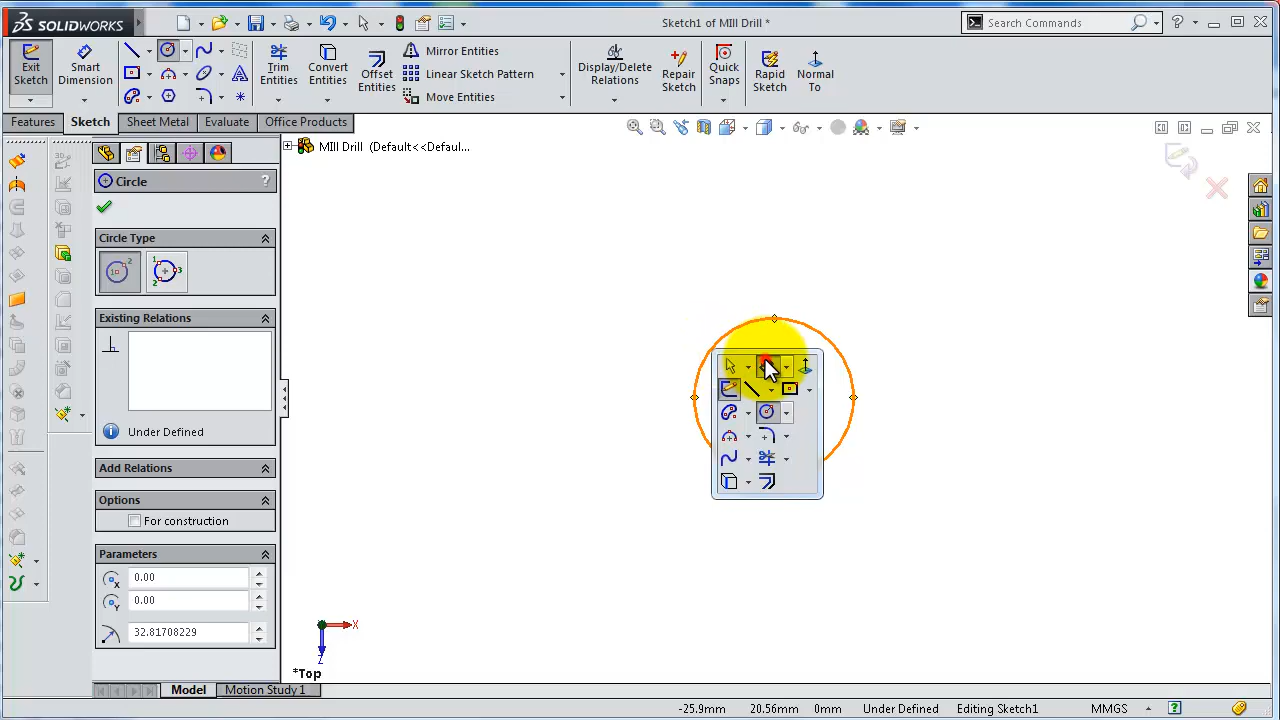 SOLIDWORKS
Sketch1 of MIll Drill *
Search Commands
Exit Sketch
Smart Dimension
Trim Entities
Convert Entities
Offset Entities
Mirror Entities
Linear Sketch Pattern
Move Entities
Display/Delete Relations
Repair Sketch
Quick Snaps
Rapid Sketch
Normal To
Features
Sketch
Sheet Metal
Evaluate
Office Products
MIll Drill (Default<<Defaul...
Circle
?
Circle Type
Existing Relations
Under Defined
Add Relations
Options
For construction
Parameters
0.00
0.00
32.81708229
X
Z
*Top
Model
Motion Study 1
-25.9mm
20.56mm
0mm
Under Defined
Editing Sketch1
MMGS